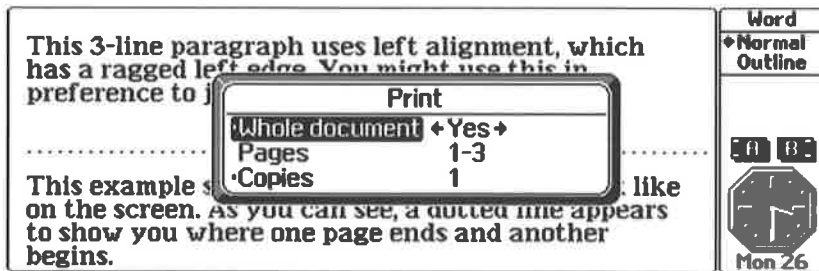 This 3-line paragraph uses left alignment, which
has a ragged left edge. You might use this in
preference to j
Print
Whole document Yes
Pages 1-3
Copies 1
This example s like
on the screen. As you can see, a dotted line appears
to show you where one page ends and another
begins.
Word
Normal
Outline
A B
Mon 26